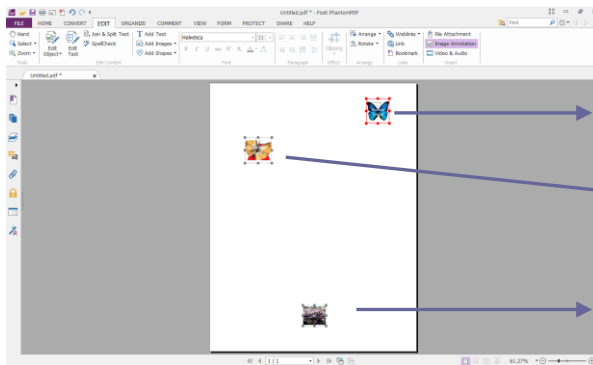 Untitled.pdf * - Foxit PhantomPDF
FILE HOME CONVERT EDIT ORGANIZE COMMENT VIEW FORM PROTECT SHARE HELP
Find
Hand
Select
Zoom
Tools
Edit Object
Edit Text
Join & Split Text
SpellCheck
Add Text
Add Images
Add Shapes
Edit Content
Helvetica 11
Font
Paragraph
Clipping
Effect
Arrange
Rotate
Arrange
Weblinks
Link
Bookmark
Links
File Attachment
Image Annotation
Video & Audio
Insert
Untitled.pdf *
1 / 1
61.27%